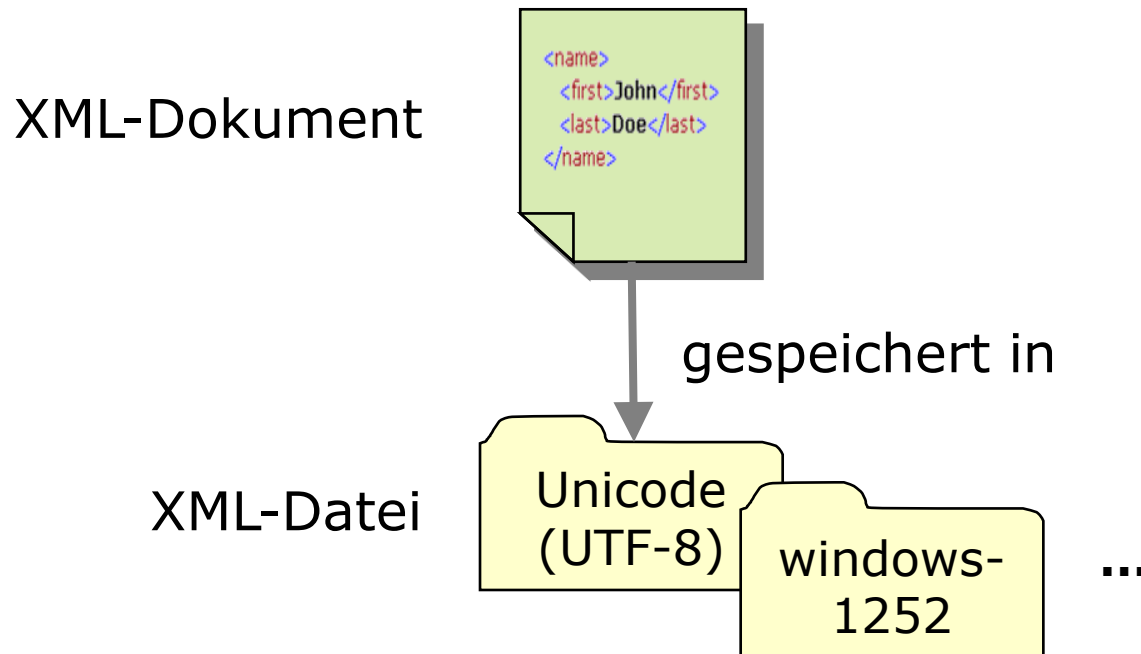 XML-Dokument
<name>
<first>John</first>
<last>Doe</last>
</name>
gespeichert in
XML-Datei
Unicode
(UTF-8)
windows-
1252
...